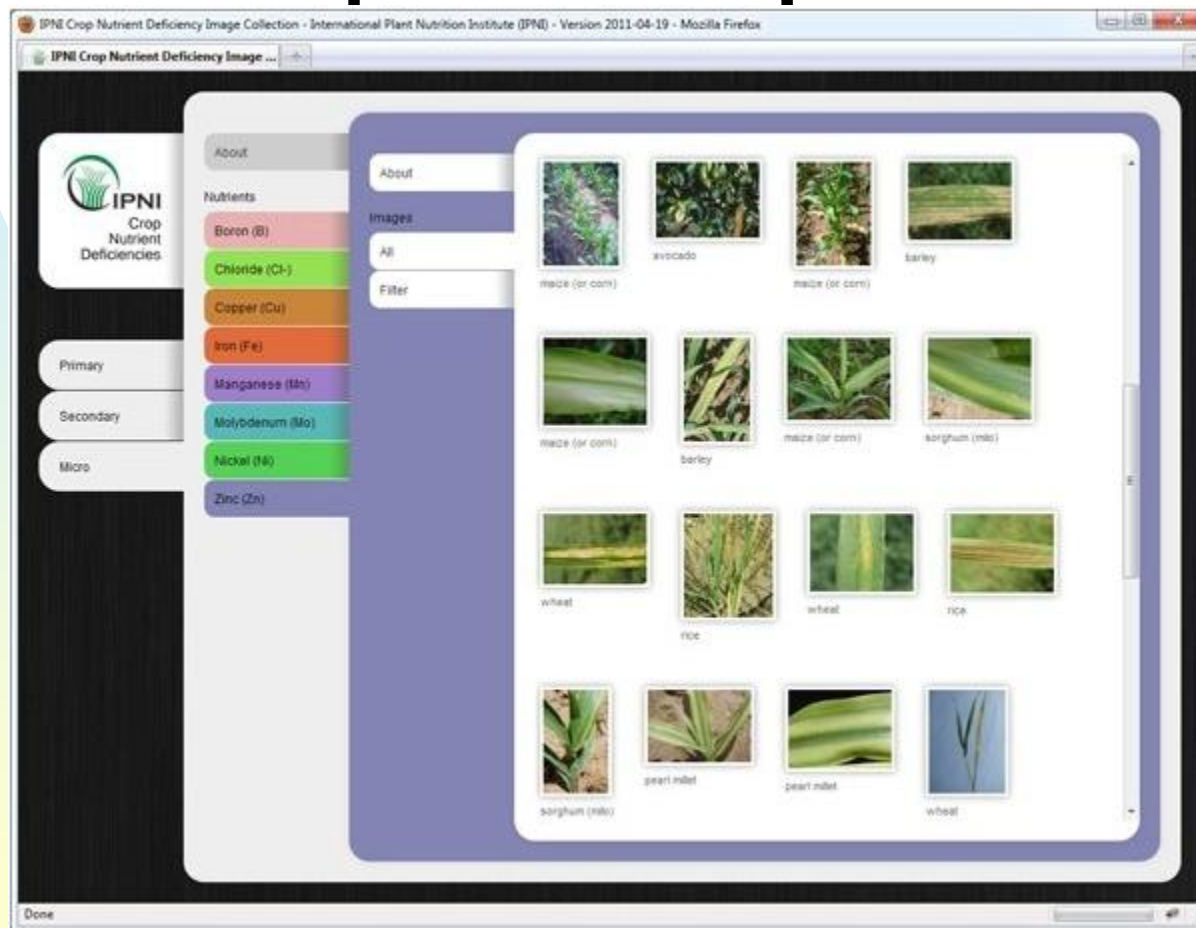 IPNI Crop Nutrient Deficiency Image Collection - International Plant Nutrition Institute (IPNI) - Version 2011-04-19 - Mozilla Firefox
IPNI Crop Nutrient Deficiency Image ...
IPNI
Crop
Nutrient
Deficiencies
Primary
Secondary
Micro
About
Nutrients
Boron (B)
Chloride (Cl-)
Copper (Cu)
Iron (Fe)
Manganese (Mn)
Molybdenum (Mo)
Nickel (Ni)
Zinc (Zn)
About
Images
All
Filter
maize (or corn)
avocado
maize (or corn)
barley
maize (or corn)
barley
maize (or corn)
sorghum (milo)
wheat
rice
wheat
rice
sorghum (milo)
pearl millet
pearl millet
wheat
Done